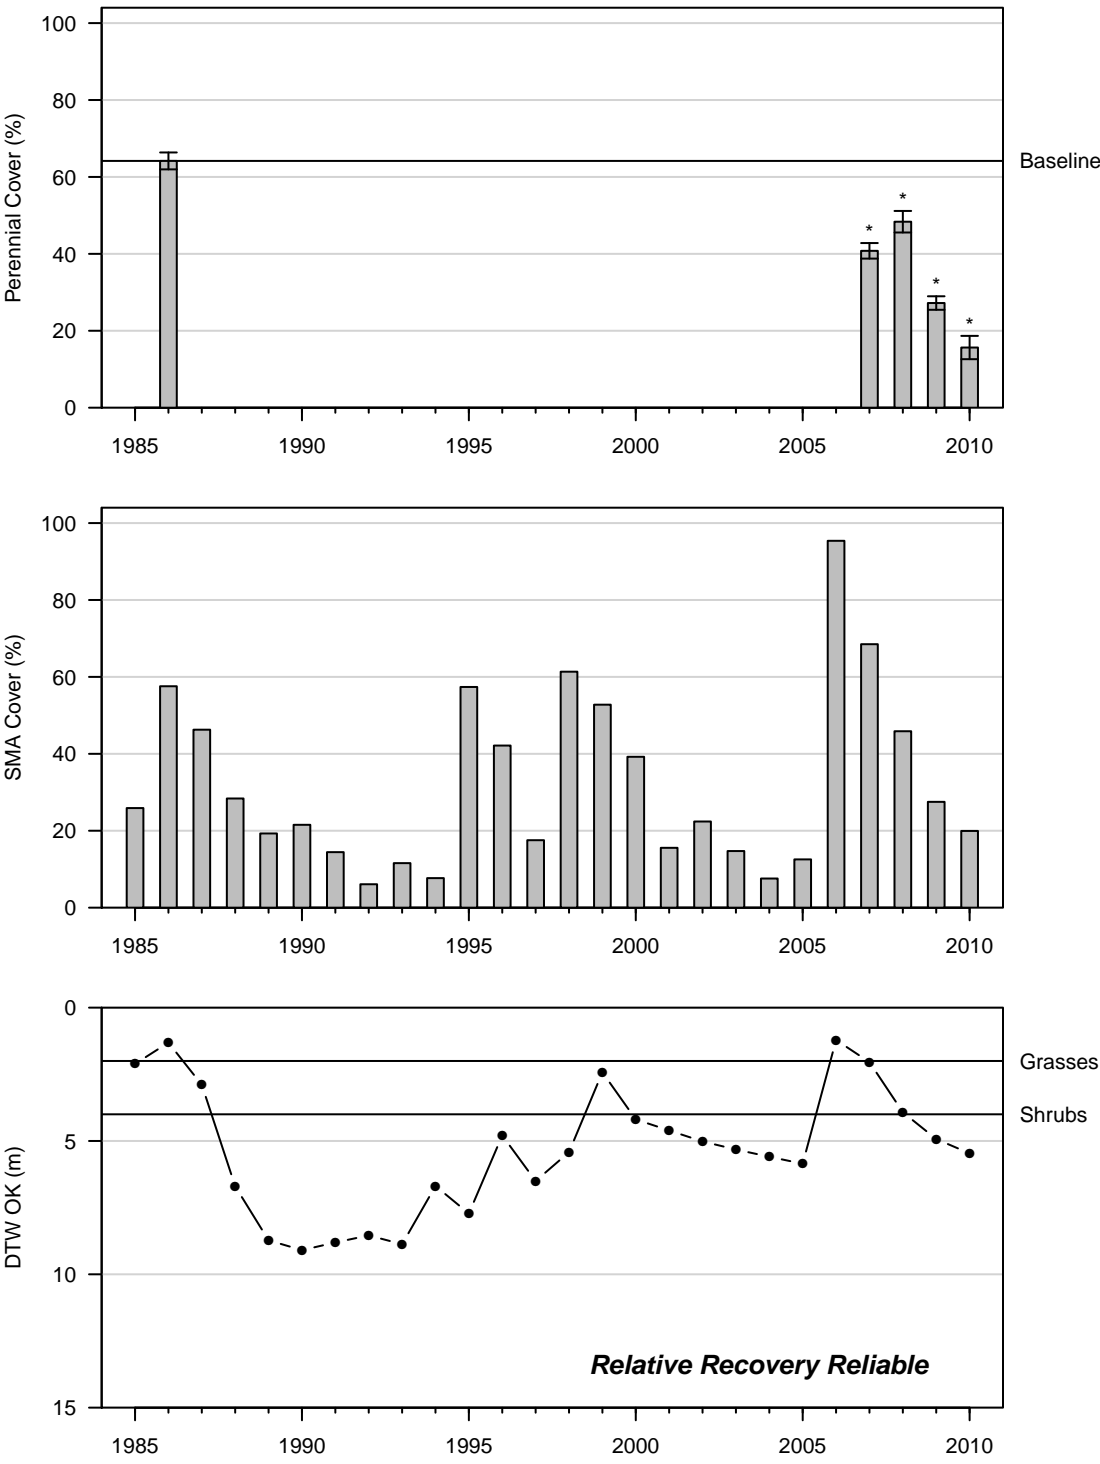 100
80
60
40
20
0
Perennial Cover (%)
Baseline
*
*
*
*
1985 1990 1995 2000 2005 2010
100
80
60
40
20
0
SMA Cover (%)
1985 1990 1995 2000 2005 2010
0
5
10
15
DTW OK (m)
Grasses
Shrubs
Relative Recovery Reliable
1985 1990 1995 2000 2005 2010